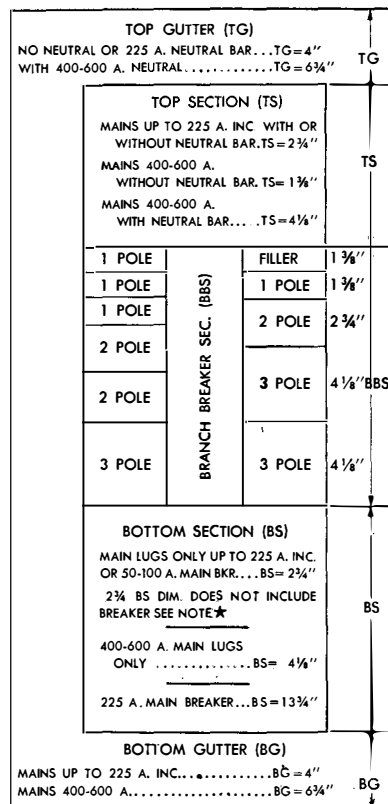 TOP GUTTER (TG)
NO NEUTRAL OR 225 A. NEUTRAL BAR...TG=4"
WITH 400-600 A. NEUTRAL............TG=6¾"
TG
TOP SECTION (TS)
MAINS UP TO 225 A. INC. WITH OR
WITHOUT NEUTRAL BAR.TS=2¾"
MAINS 400-600 A.
WITHOUT NEUTRAL BAR. TS=1⅜"
MAINS 400-600 A.
WITH NEUTRAL BAR....TS=4⅛"
TS
1 POLE
FILLER
1⅜"
1 POLE
1 POLE
1⅜"
1 POLE
2 POLE
2¾"
2 POLE
BRANCH BREAKER SEC. (BBS)
2 POLE
3 POLE
4⅛"BBS
3 POLE
3 POLE
4⅛"
BOTTOM SECTION (BS)
MAIN LUGS ONLY UP TO 225 A. INC.
OR 50-100 A. MAIN BKR....BS=2¾"
2¾ BS DIM. DOES NOT INCLUDE
BREAKER SEE NOTE★
BS
400-600 A. MAIN LUGS
ONLY ..............BS= 4⅛"
225 A. MAIN BREAKER...BS=13¾"
BOTTOM GUTTER (BG)
MAINS UP TO 225 A. INC...............BG=4"
MAINS 400-600 A......................BG=6¾"
BG